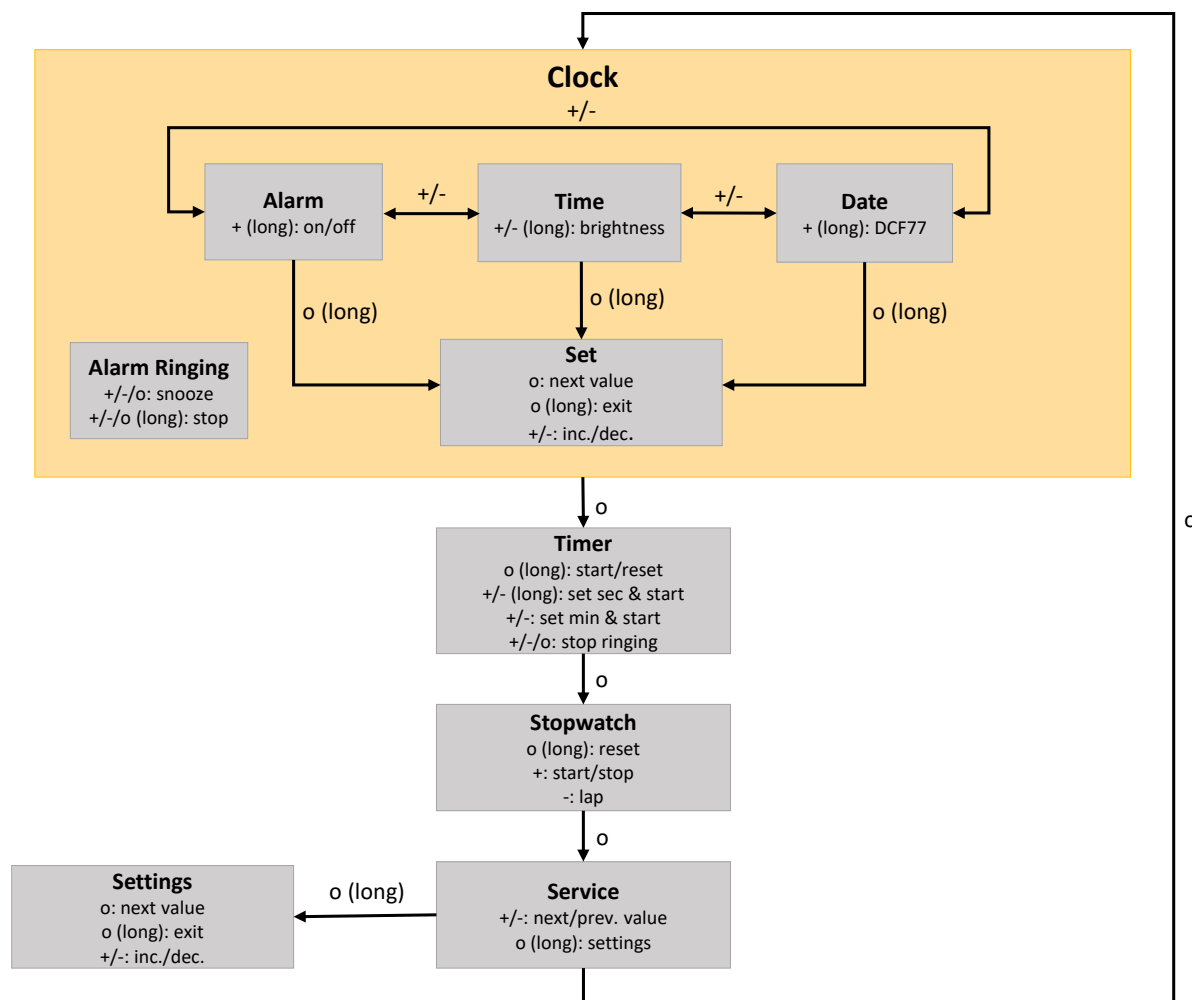 Clock
+/-
Alarm
+ (long): on/off
+/-
Time
+/- (long): brightness
+/-
Date
+ (long): DCF77
o (long)
o (long)
o (long)
Alarm Ringing
+/-/o: snooze
+/-/o (long): stop
Set
o: next value
o (long): exit
+/-: inc./dec.
o
o
Timer
o (long): start/reset
+/- (long): set sec & start
+/-: set min & start
+/-/o: stop ringing
o
Stopwatch
o (long): reset
+: start/stop
-: lap
o
Settings
o: next value
o (long): exit
+/-: inc./dec.
o (long)
Service
+/-: next/prev. value
o (long): settings